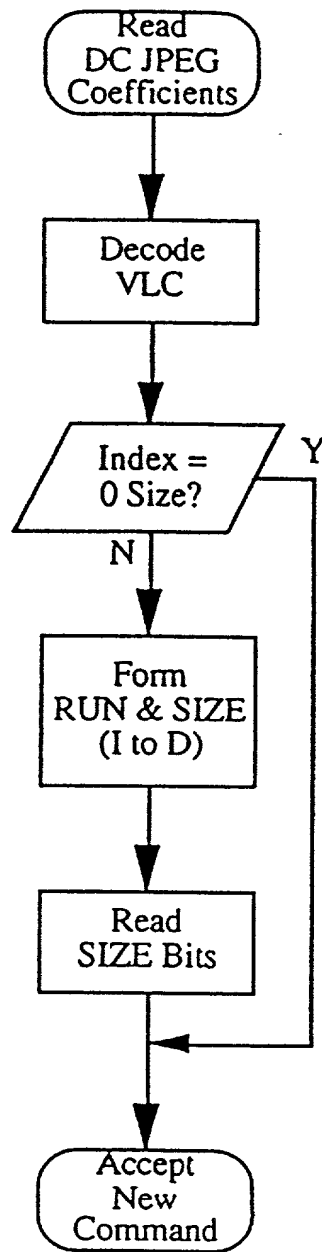 Read
DC JPEG
Coefficients
Decode
VLC
Index =
0 Size?
Y
N
Form
RUN & SIZE
(I to D)
Read
SIZE Bits
Accept
New
Command